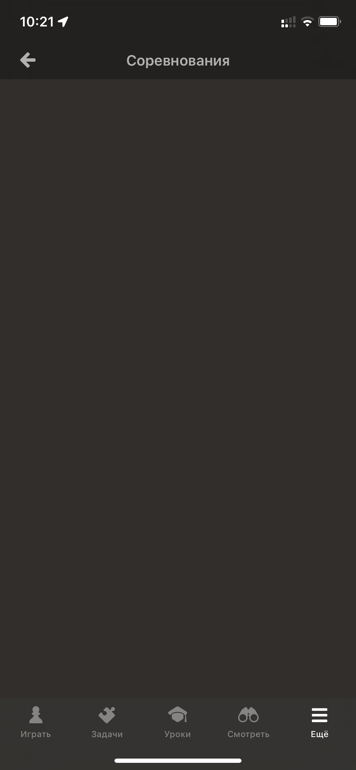 10:21
Соревнования
Играть
Задачи
Уроки
Смотреть
Ещё